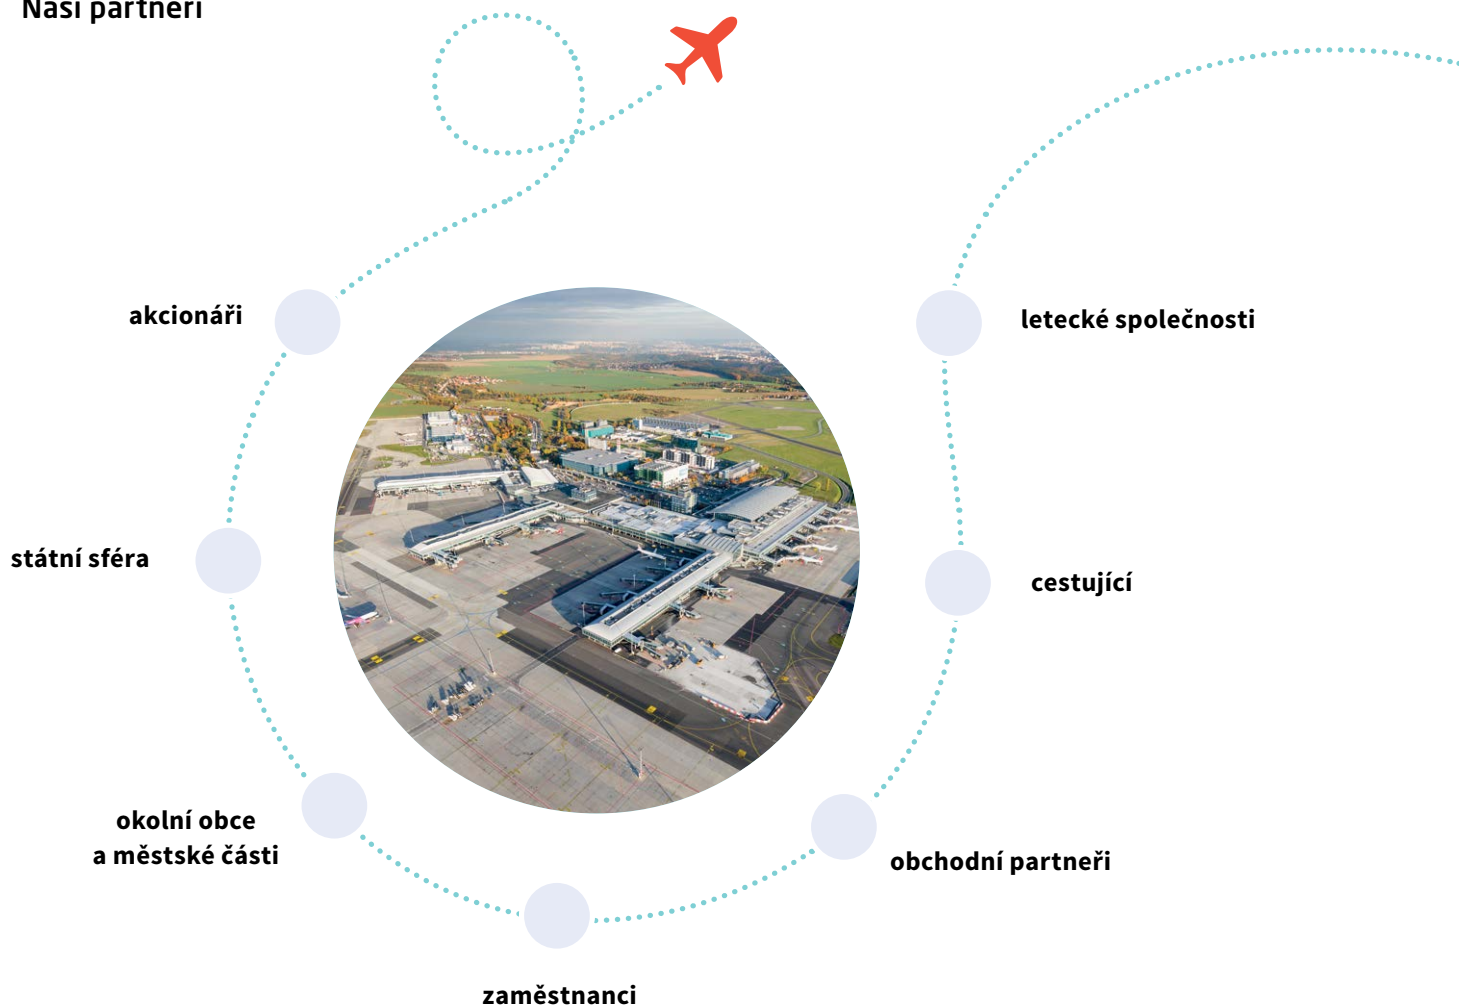 Naši partneři
akcionáři
letecké společnosti
státní sféra
cestující
okolní obce
a městské části
obchodní partneři
zaměstnanci